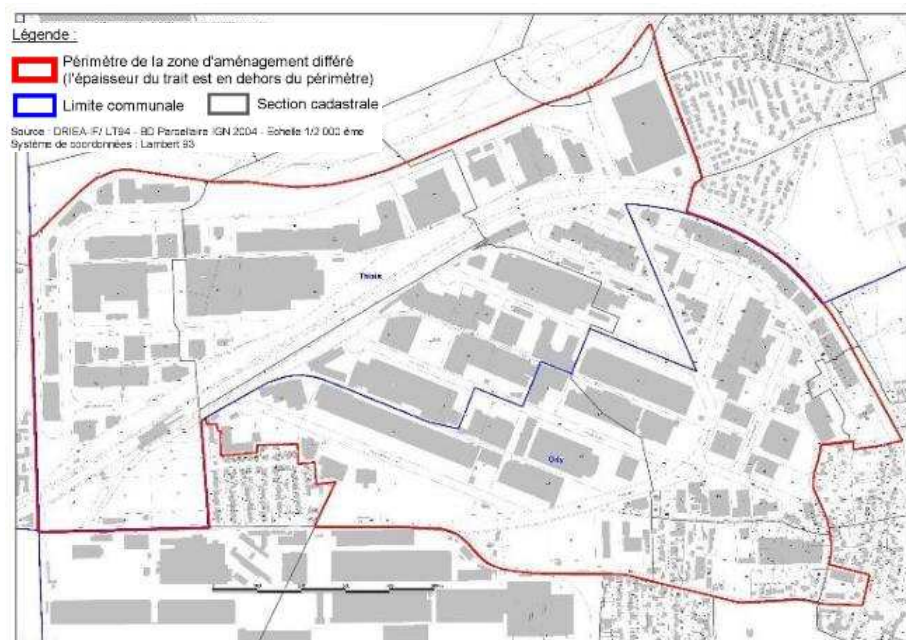 Légende :
Périmètre de la zone d'aménagement différé
(l'épaisseur du trait est en dehors du périmètre)
Limite communale
Section cadastrale
Source : DRIEA-IF/ LT94 - BD Parcellaire IGN 2004 - Echelle 1/2 000 ème
Système de coordonnées : Lambert 93
Thiais
Orly